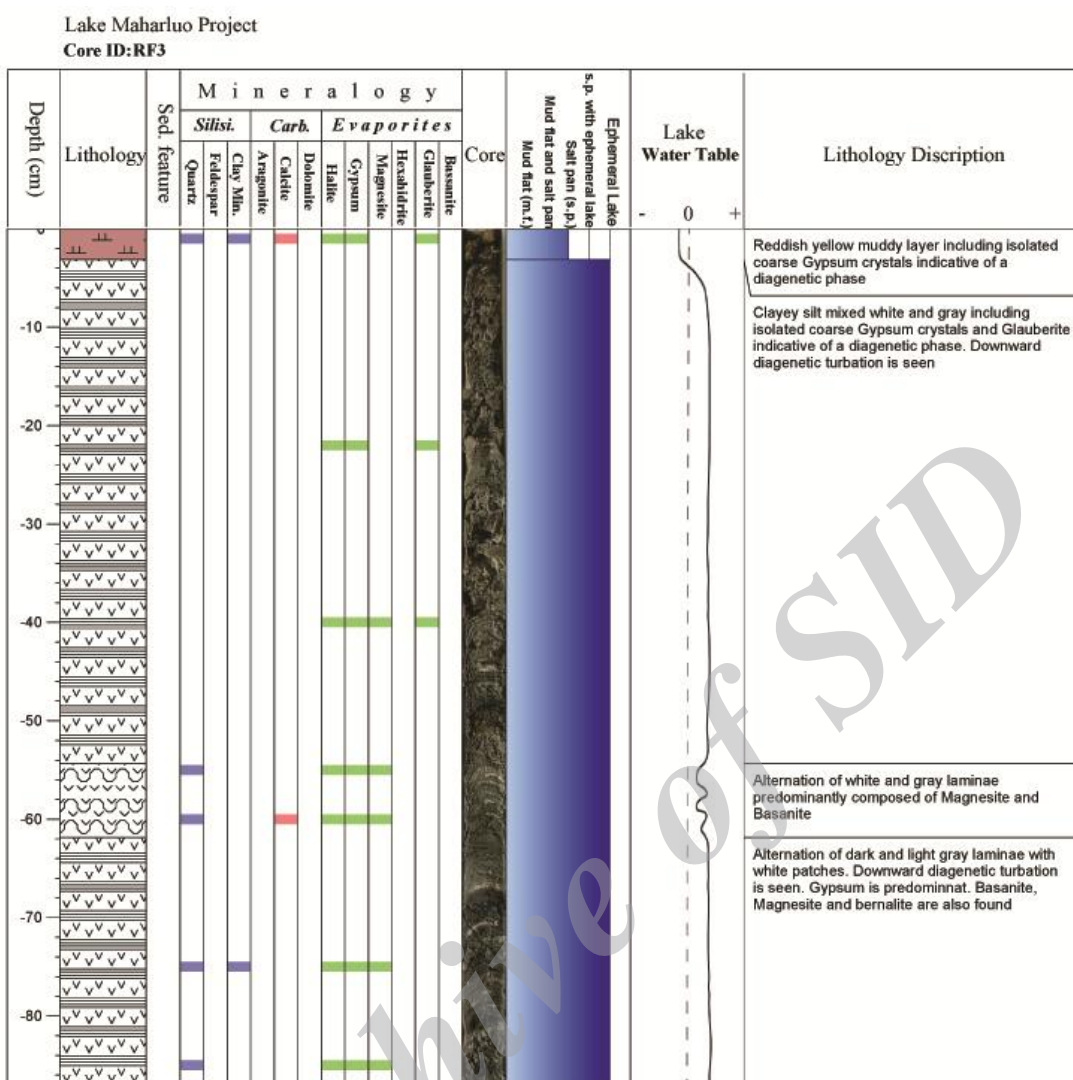 Lake Maharluo Project
Core ID:RF3
Depth (cm)
Lithology
Sed. feature
Mineralogy
Silisi.
Carb.
Evaporites
Quartz
Feldespar
Clay Min.
Aragonite
Calcite
Dolomite
Halite
Gypsum
Magnesite
Hexahidrite
Glauberite
Bassanite
Core
Mud flat (m.f.)
Mud flat and salt pan
Salt pan (s.p.)
s.p. with ephemeral lake
Ephemeral Lake
Lake
Water Table
- 0 +
Lithology Discription
Reddish yellow muddy layer including isolated
coarse Gypsum crystals indicative of a
diagenetic phase
Clayey silt mixed white and gray including
isolated coarse Gypsum crystals and Glauberite
indicative of a diagenetic phase. Downward
diagenetic turbation is seen
-10
-20
-30
-40
-50
-60
-70
-80
Alternation of white and gray laminae
predominantly composed of Magnesite and
Basanite
Alternation of dark and light gray laminae with
white patches. Downward diagenetic turbation
is seen. Gypsum is predominnat. Basanite,
Magnesite and bernalite are also found
hive of SID